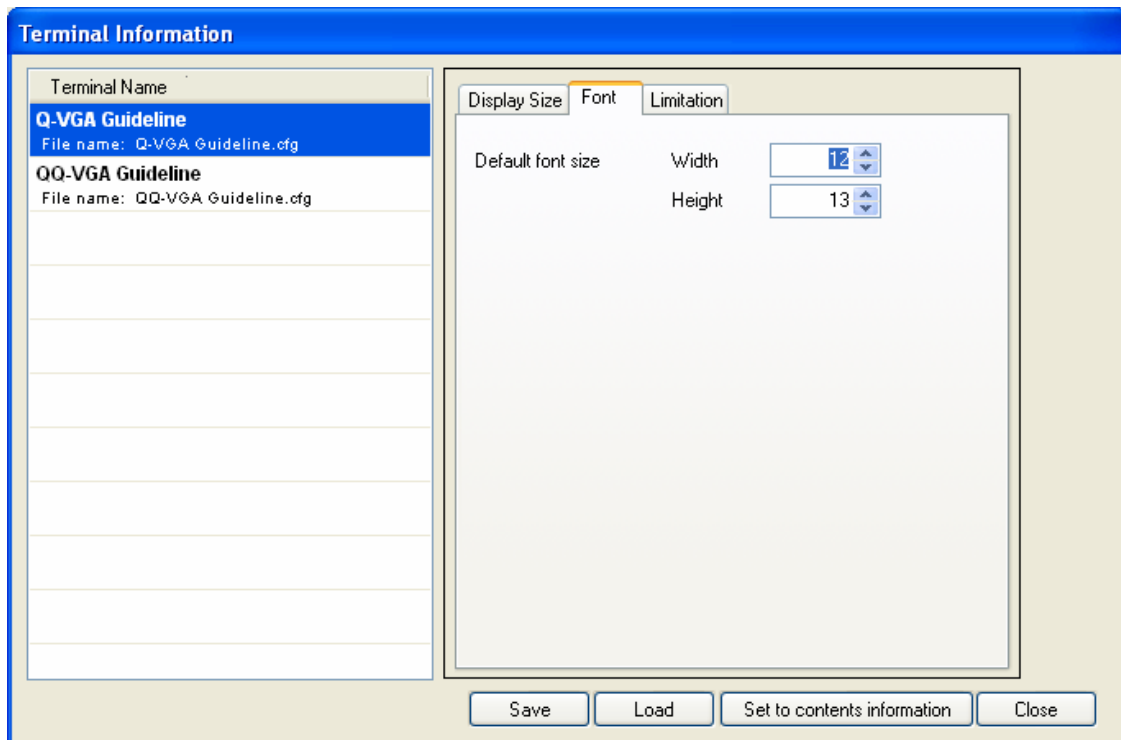 Terminal Information
Terminal Name
Q-VGA Guideline
File name: Q-VGA Guideline.cfg
QQ-VGA Guideline
File name: QQ-VGA Guideline.cfg
Display Size Font Limitation
Default font size Width 12
Height 13
Save Load Set to contents information Close